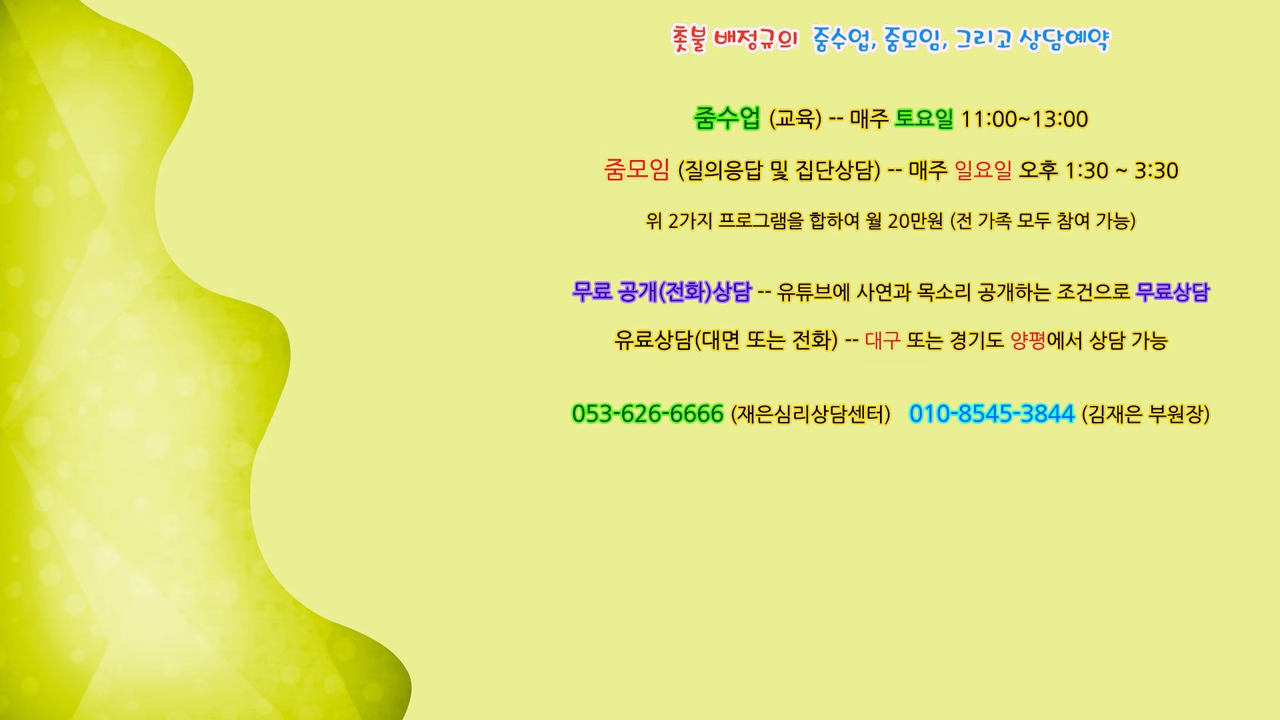 촛불 배정규의 줌수업, 줌모임, 그리고 상담예약
줌수업 (교육) -- 매주 토요일 11:00~13:00
줌모임 (질의응답 및 집단상담) -- 매주 일요일 오후 1:30 ~ 3:30
위 2가지 프로그램을 합하여 월 20만원 (전 가족 모두 참여 가능)
무료 공개(전화)상담 -- 유튜브에 사연과 목소리 공개하는 조건으로 무료상담
유료상담(대면 또는 전화) -- 대구 또는 경기도 양평에서 상담 가능
053-626-6666 (재은심리상담센터) 010-8545-3844 (김재은 부원장)